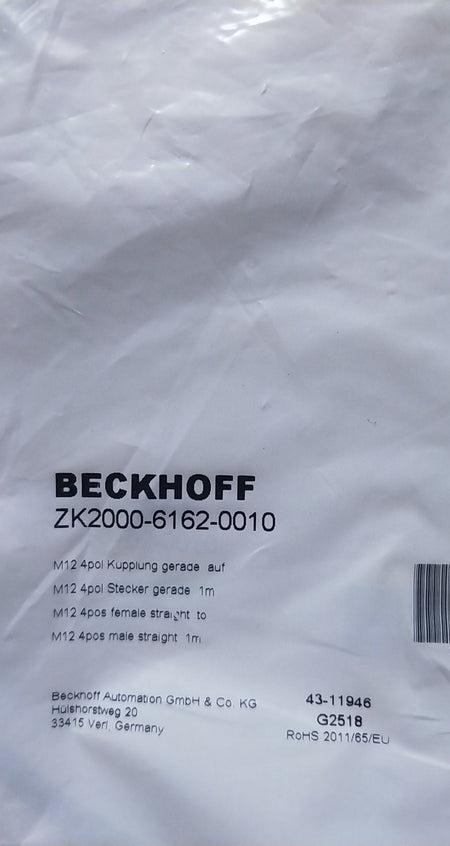 BECKHOFF
ZK2000-6162-0010
M12 4pol Kupplung gerade auf
M12 4pol Stecker gerade 1m
M12 4pos female straight to
M12 4pos male straight 1m
Beckhoff Automation GmbH & Co. KG
Hülshorstweg 20
33415 Verl, Germany
43-11946
G2518
RoHS 2011/65/EU